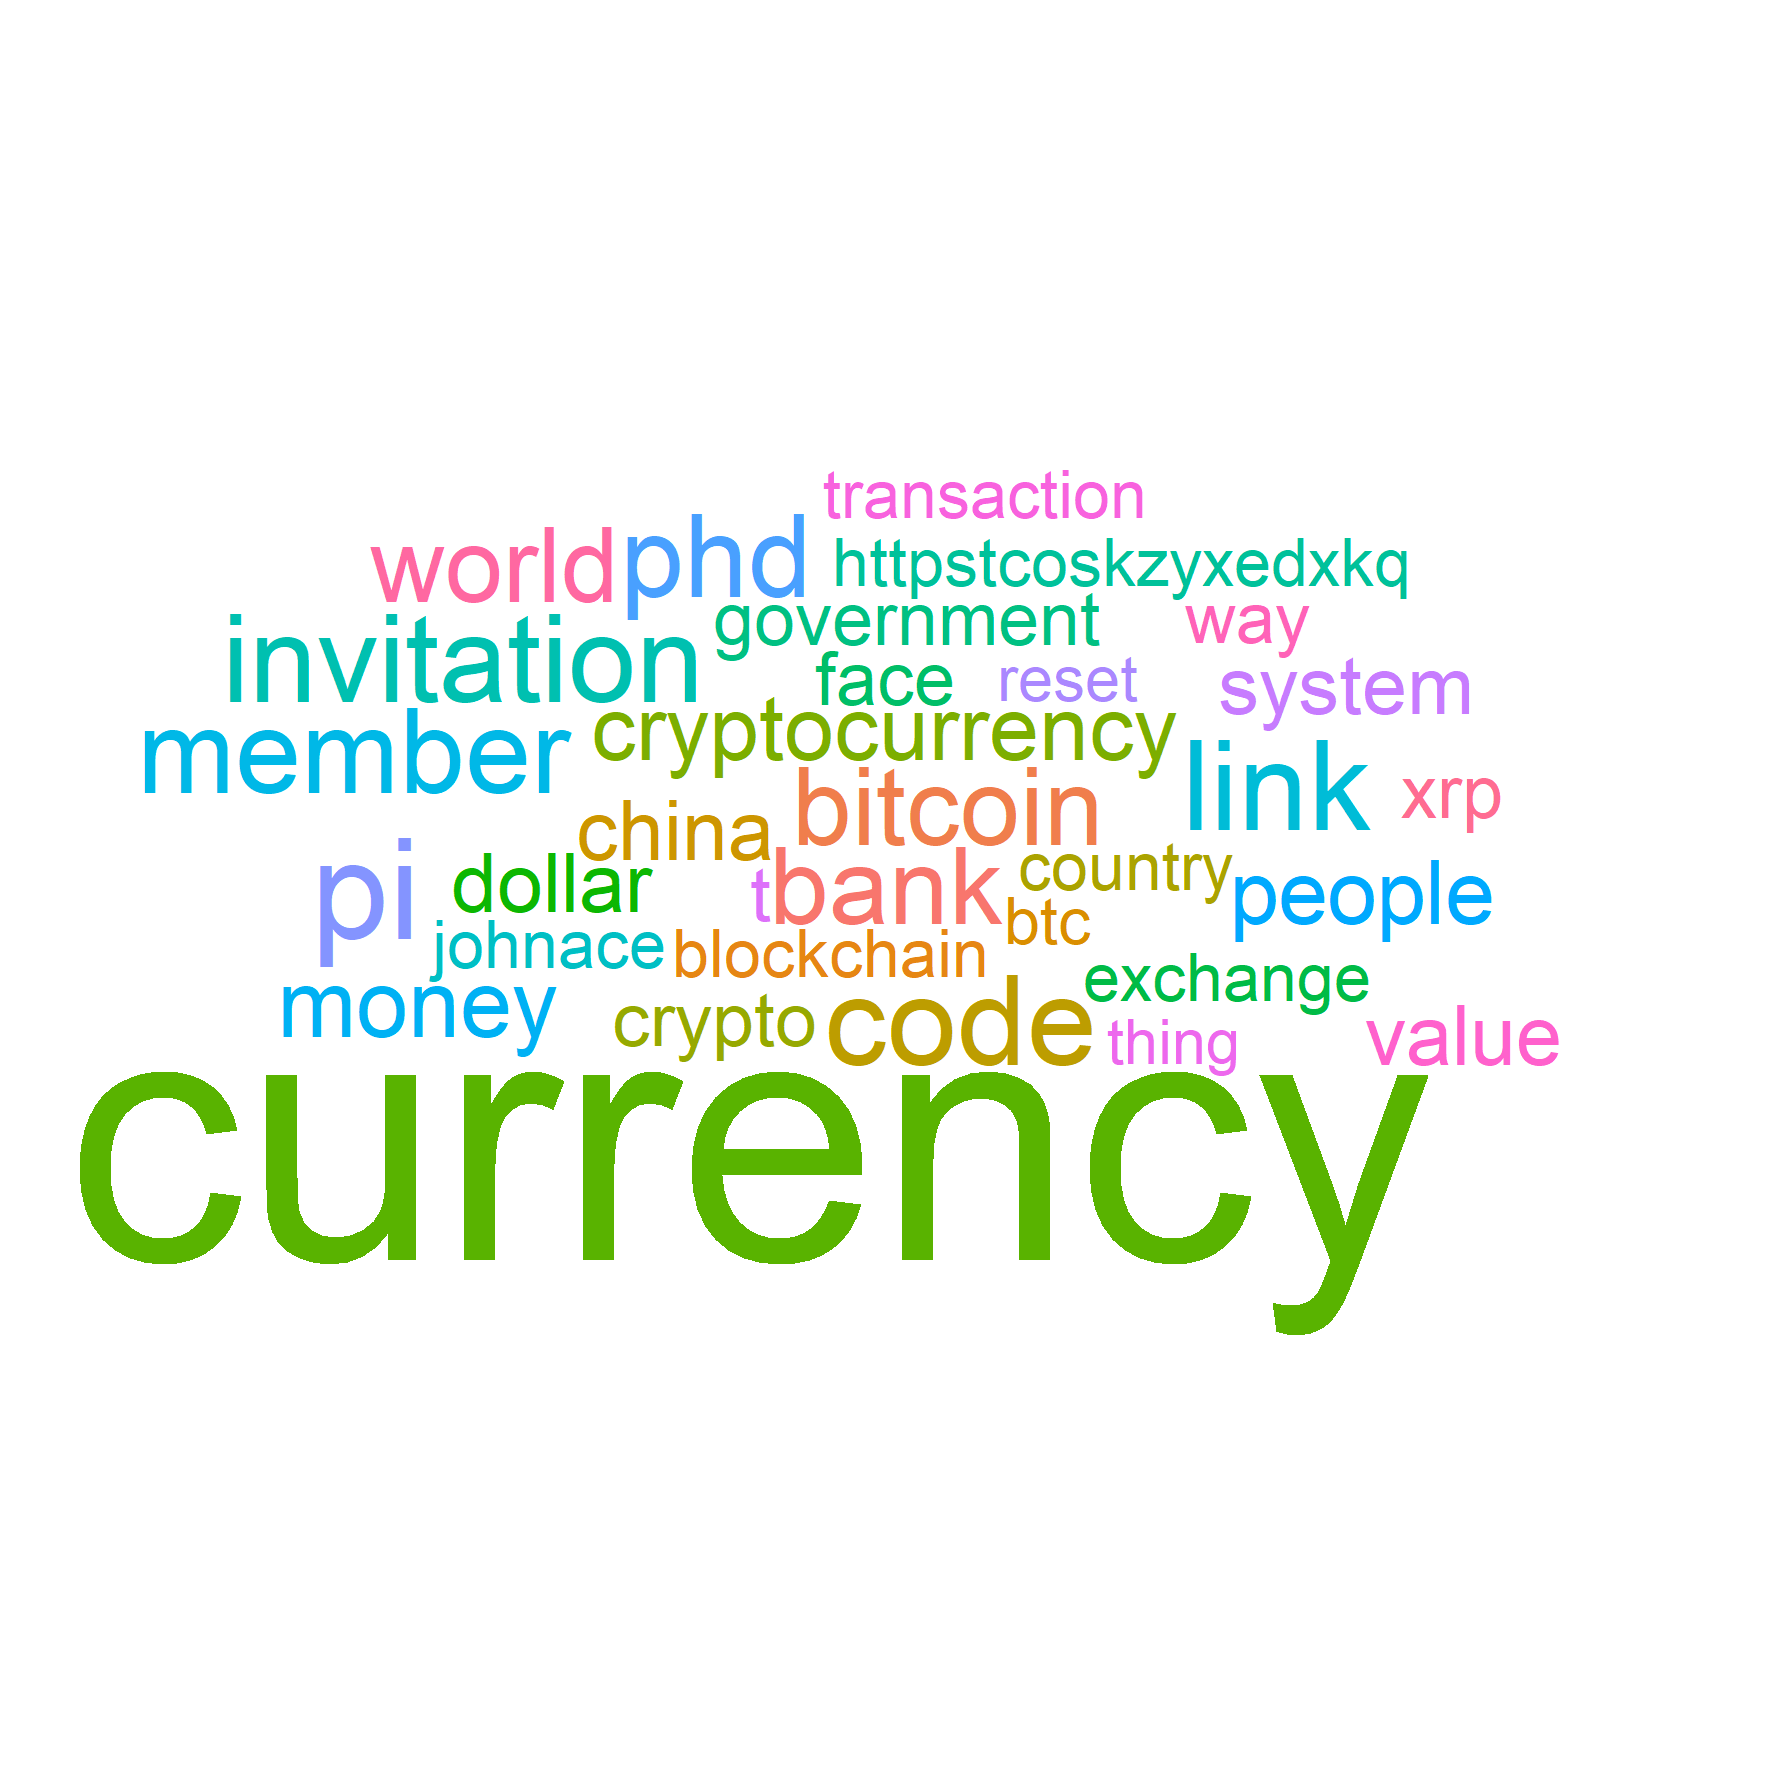 transaction
world phd httpstcoskzyxedxkq
invitation government way
face reset system
member cryptocurrency
china bitcoin link xrp
pi dollar t bank country people
johnace blockchain btc
money crypto code exchange
thing value
currency